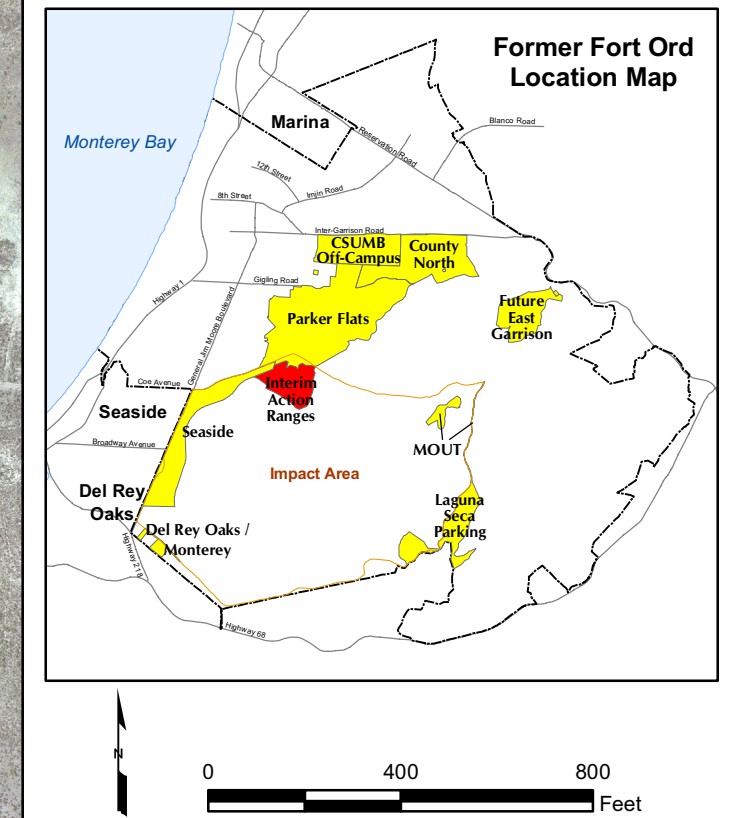 Former Fort Ord
Location Map
Marina
Monterey Bay
Blanco Road
Reservation Road
12th Street
Imjin Road
8th Street
Inter-Garrison Road
CSUMB
Off-Campus
County
North
Gigling Road
Highway 1
General Jim Moore Boulevard
Parker Flats
Future
East
Garrison
Coe Avenue
Interim
Action
Ranges
Seaside
Seaside
Broadway Avenue
MOUT
Impact Area
Del Rey
Oaks
Laguna
Seca
Parking
Del Rey Oaks /
Monterey
Highway 218
Highway 68
N
0
400
800
Feet